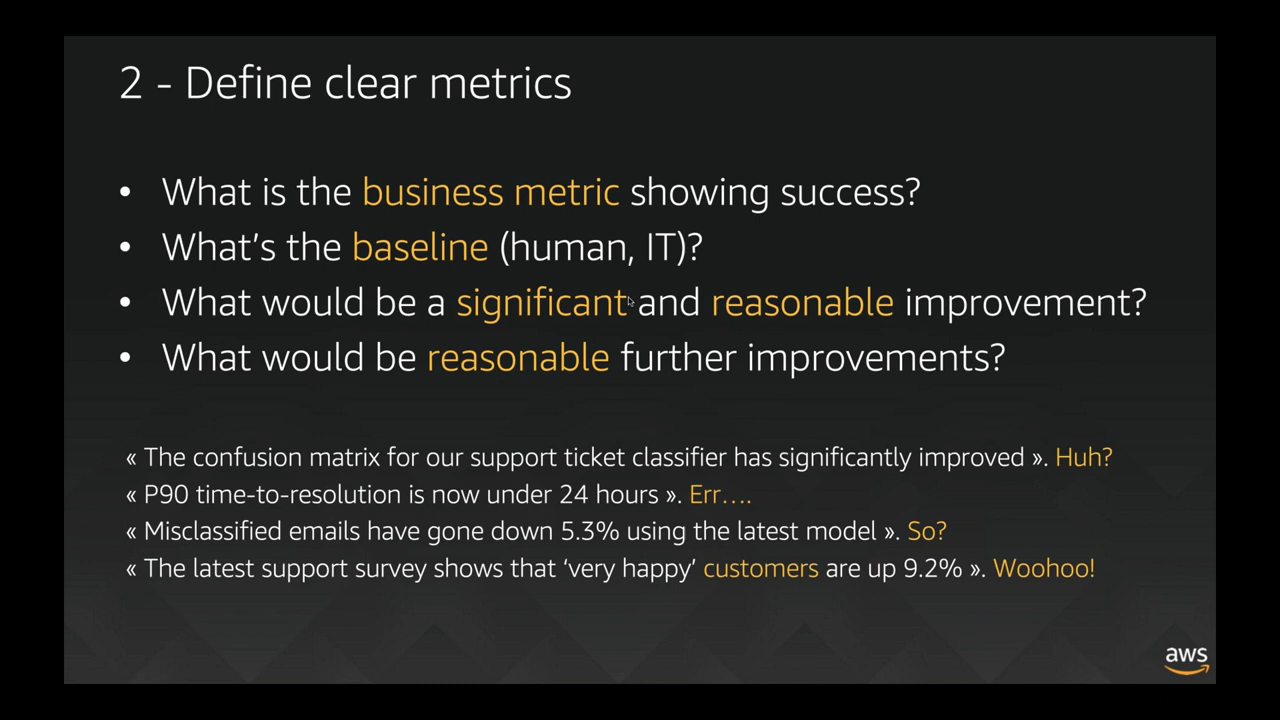 2 - Define clear metrics
• What is the business metric showing success?
• What's the baseline (human, IT)?
• What would be a significant and reasonable improvement?
• What would be reasonable further improvements?
« The confusion matrix for our support ticket classifier has significantly improved ». Huh?
« P90 time-to-resolution is now under 24 hours ». Err….
« Misclassified emails have gone down 5.3% using the latest model ». So?
« The latest support survey shows that ‘very happy’ customers are up 9.2% ». Woohoo!
aws